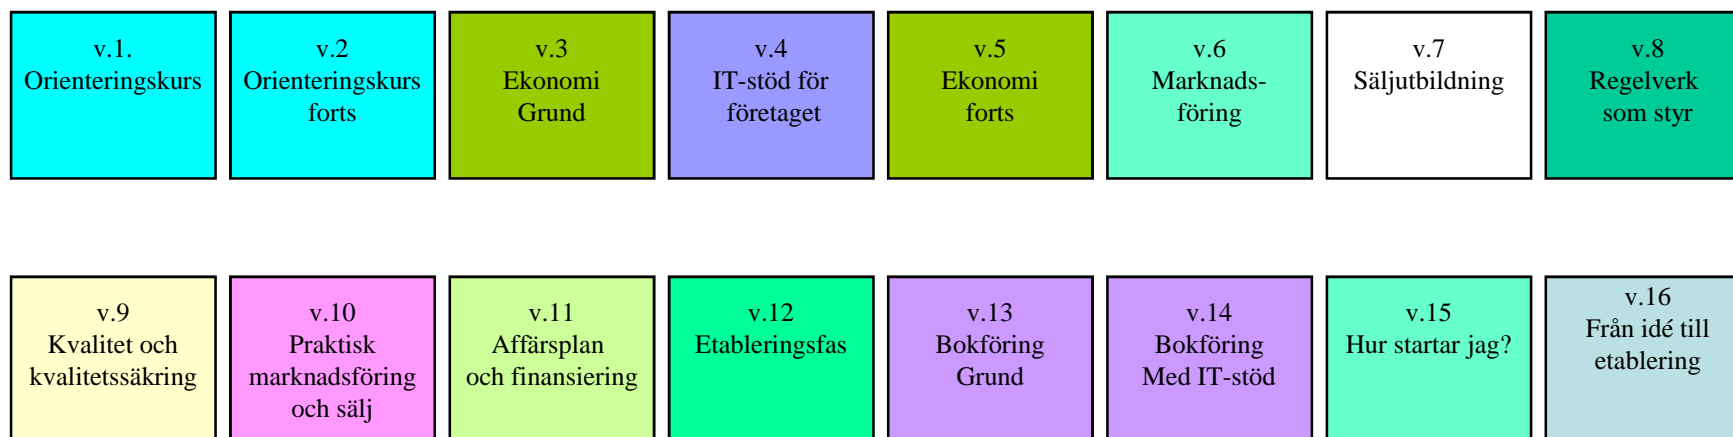 v.1.
Orienteringskurs
v.2
Orienteringskurs
forts
v.3
Ekonomi
Grund
v.4
IT-stöd för
företaget
v.5
Ekonomi
forts
v.6
Marknads-
föring
v.7
Säljutbildning
v.8
Regelverk
som styr
v.9
Kvalitet och
kvalitetssäkring
v.10
Praktisk
marknadsföring
och sälj
v.11
Affärsplan
och finansiering
v.12
Etableringsfas
v.13
Bokföring
Grund
v.14
Bokföring
Med IT-stöd
v.15
Hur startar jag?
v.16
Från idé till
etablering